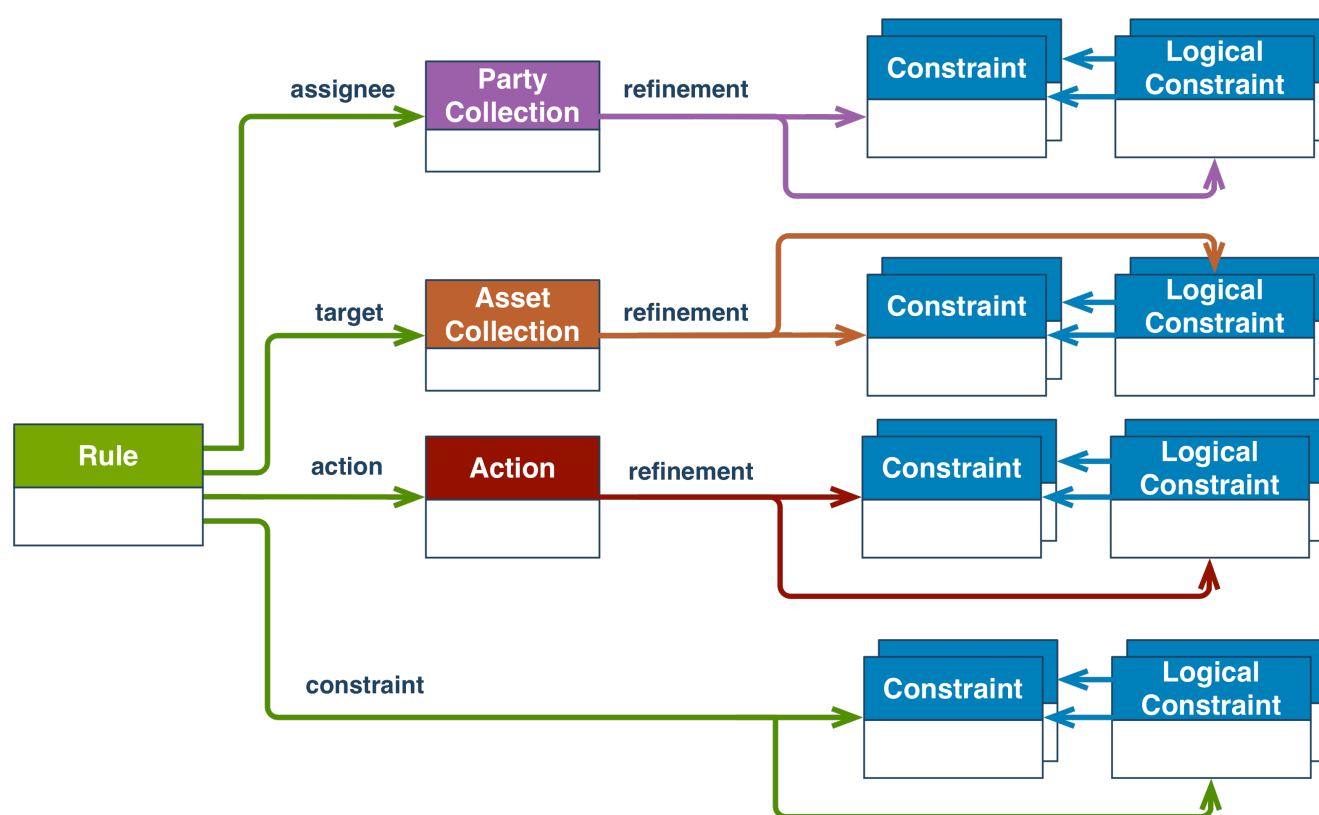 assignee
Party
Collection
refinement
Constraint
Logical
Constraint
target
Asset
Collection
refinement
Constraint
Logical
Constraint
Rule
action
Action
refinement
Constraint
Logical
Constraint
constraint
Constraint
Logical
Constraint